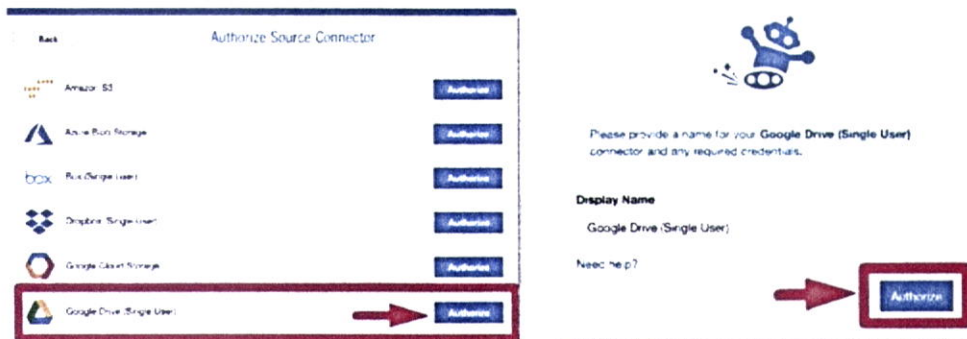 Back
Authorize Source Connector
Amazon S3
Authorize
Azure Blob Storage
Authorize
box
Box (Single User)
Authorize
Dropbox (Single User)
Authorize
Google Cloud Storage
Authorize
Google Drive (Single User)
Authorize
Please provide a name for your Google Drive (Single User)
connector and any required credentials.
Display Name
Google Drive (Single User)
Need help?
Authorize